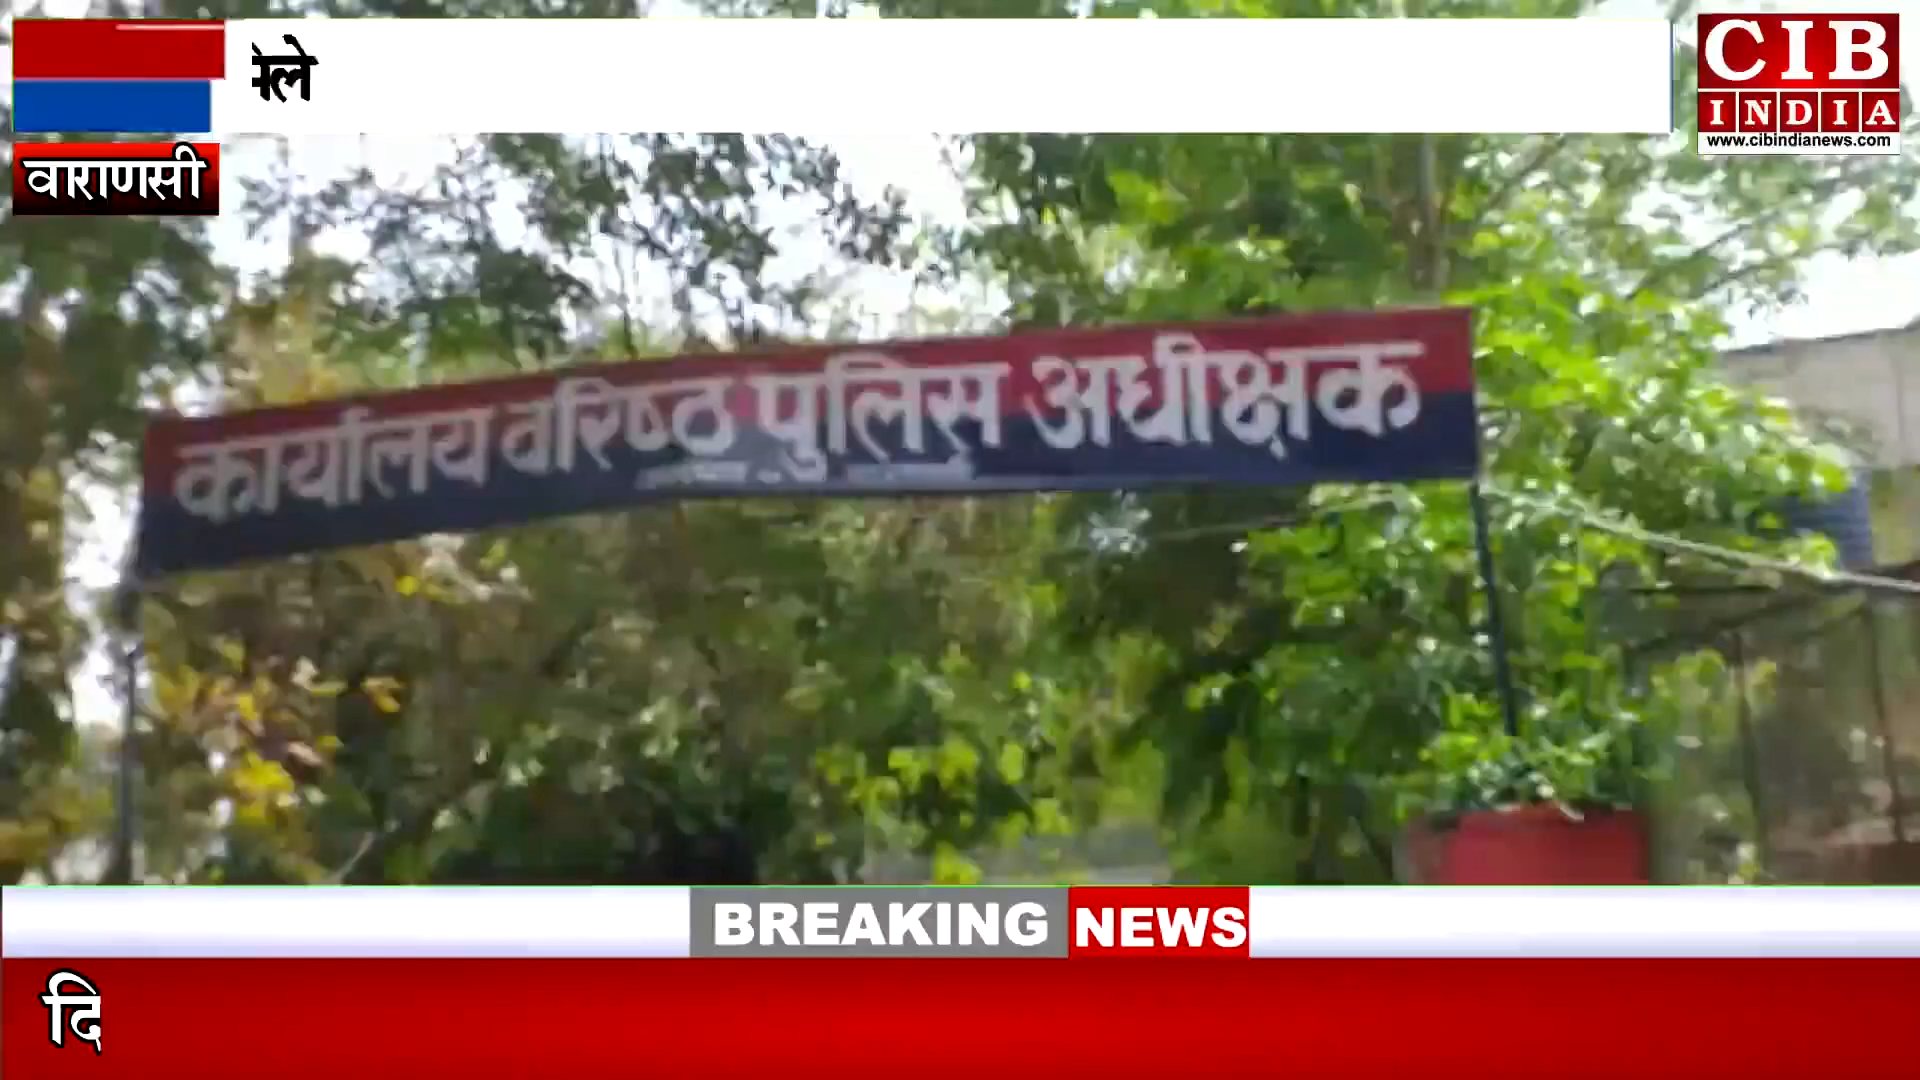 CIB
INDIA
www.cibindianews.com
वाराणसी
कार्यालय वरिष्ठ पुलिस अधीक्षक
BREAKING NEWS
दि